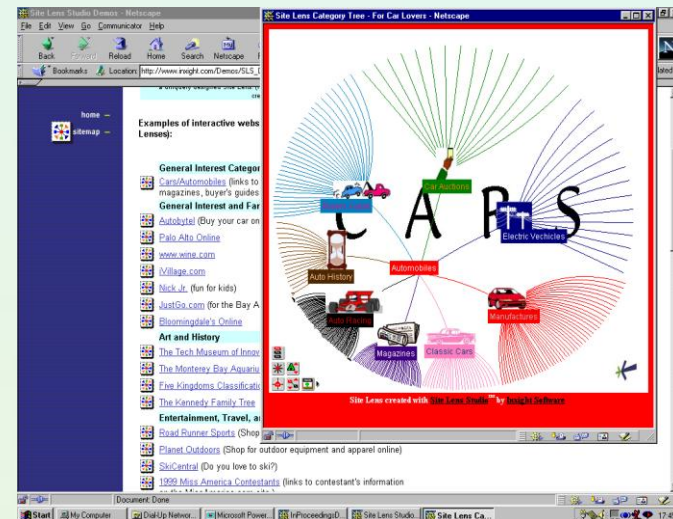 Site Lens Studio Demos - Netscape
File Edit View Go Communicator Help
Back Forward Reload Home Search Netscape
Bookmarks Location: http://www.inxight.com/Demos/SLS_D
home
sitemap
Examples of interactive webs
Lenses):
General Interest Categor
Cars/Automobiles (links to
magazines, buyer's guides
General Interest and Fa
Autobytel (Buy your car on
Palo Alto Online
www.wine.com
iVillage.com
Nick Jr. (fun for kids)
JustGo.com (for the Bay A
Bloomingdale's Online
Art and History
The Tech Museum of Innov
The Monterey Bay Aquariu
Five Kingdoms Classificatio
The Kennedy Family Tree
Entertainment, Travel, a
Road Runner Sports (Shop
Planet Outdoors (Shop for outdoor equipment and apparel online)
SkiCentral (Do you love to ski?)
1999 Miss America Contestants (links to contestant's information
Document: Done
Site Lens Category Tree - For Car Lovers - Netscape
CARS
Car Auctions
Electric Vechicles
Auto History
Automobiles
Auto Racing
Manufactures
Magazines
Classic Cars
Site Lens created with Site Lens Studio™ by Inxight Software
Start My Computer Dial-Up Networ... Microsoft Power... InProceedingsD... Site Lens Studio... Site Lens Ca... 17:45